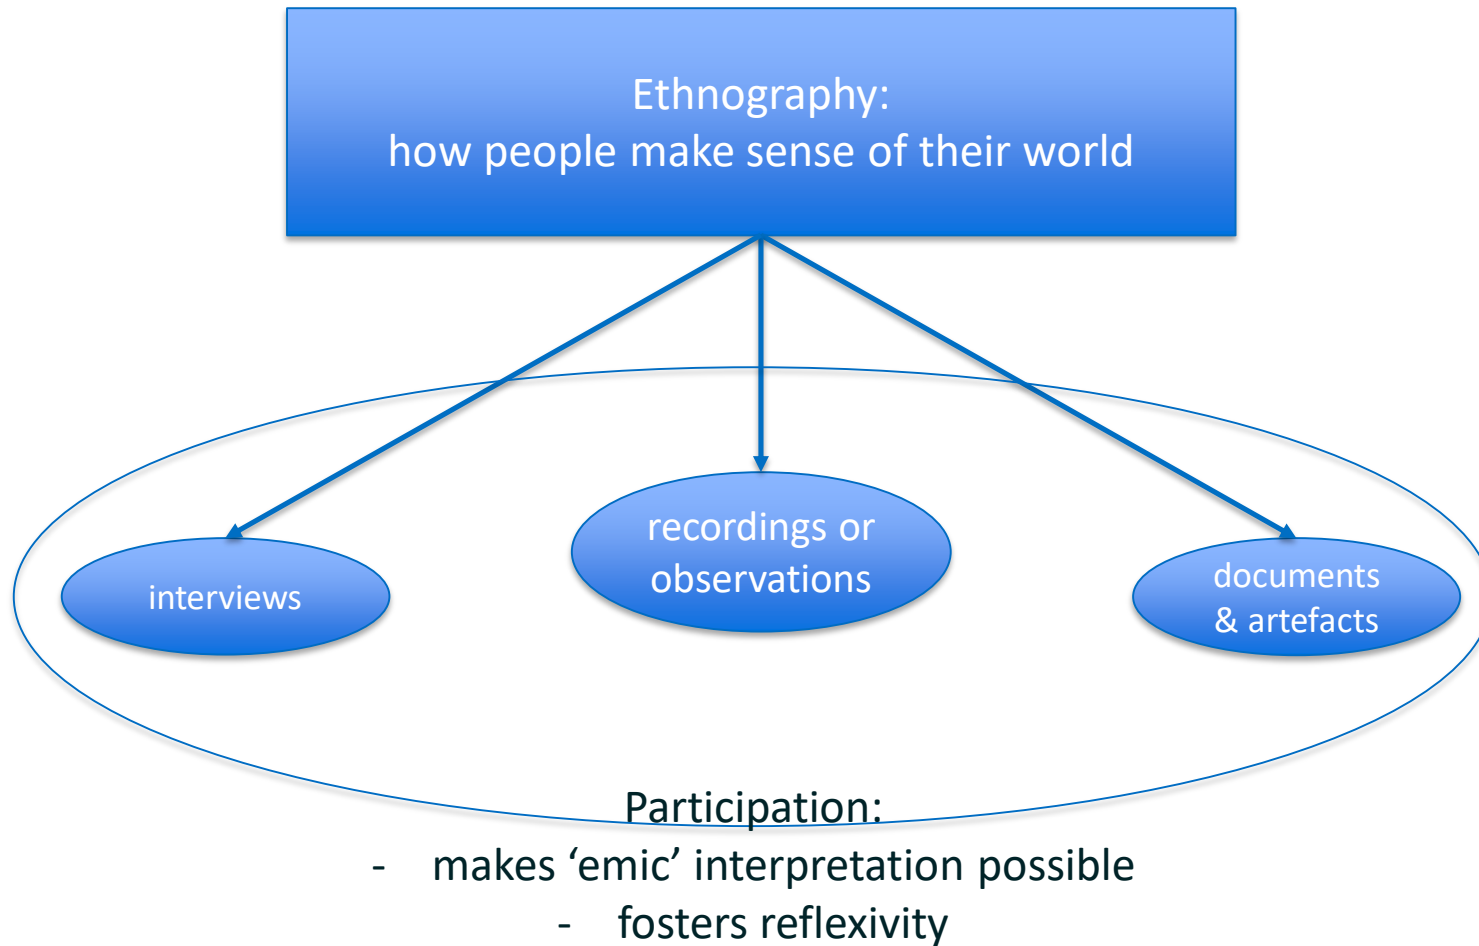 Ethnography:
how people make sense of their world
interviews
recordings or
observations
documents
& artefacts
Participation:
- makes ‘emic’ interpretation possible
- fosters reflexivity